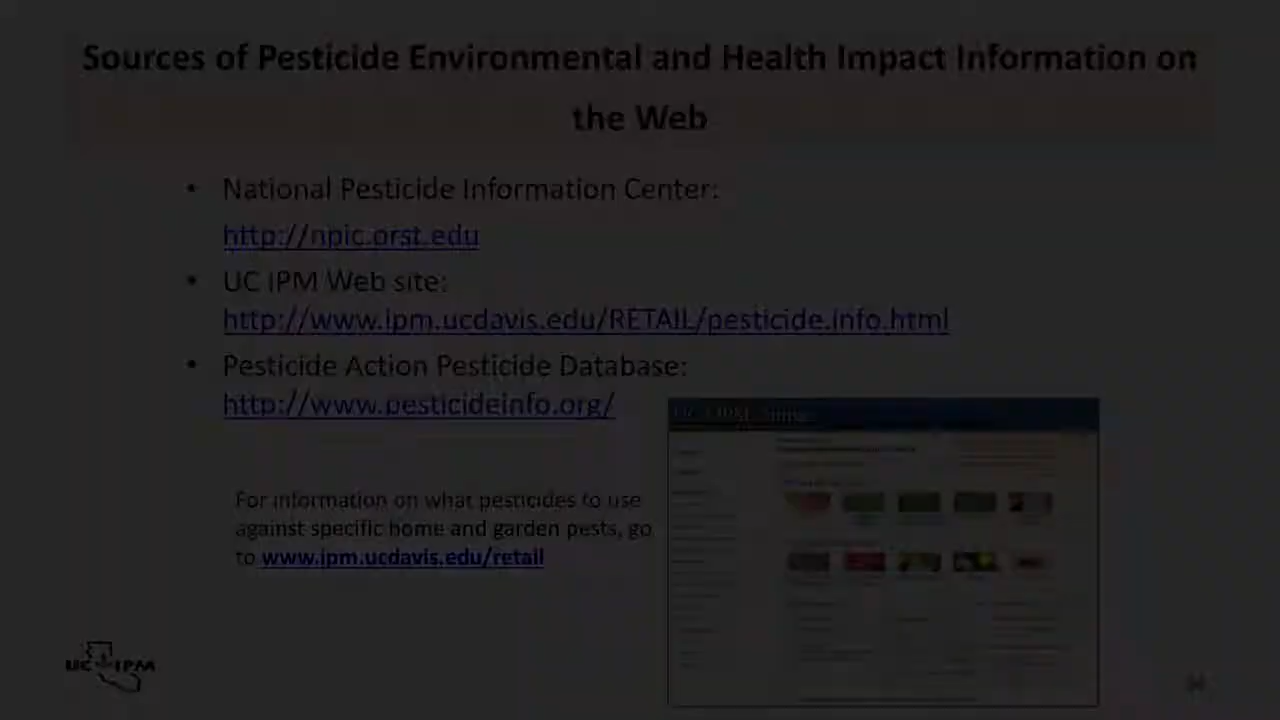 Sources of Pesticide Environmental and Health Impact Information on
the Web
• National Pesticide Information Center:
http://npic.orst.edu
• UC IPM Web site:
http://www.ipm.ucdavis.edu/RETAIL/pesticide.info.html
• Pesticide Action Pesticide Database:
http://www.pesticideinfo.org/
For information on what pesticides to use
against specific home and garden pests, go
to www.ipm.ucdavis.edu/retail
UC IPM